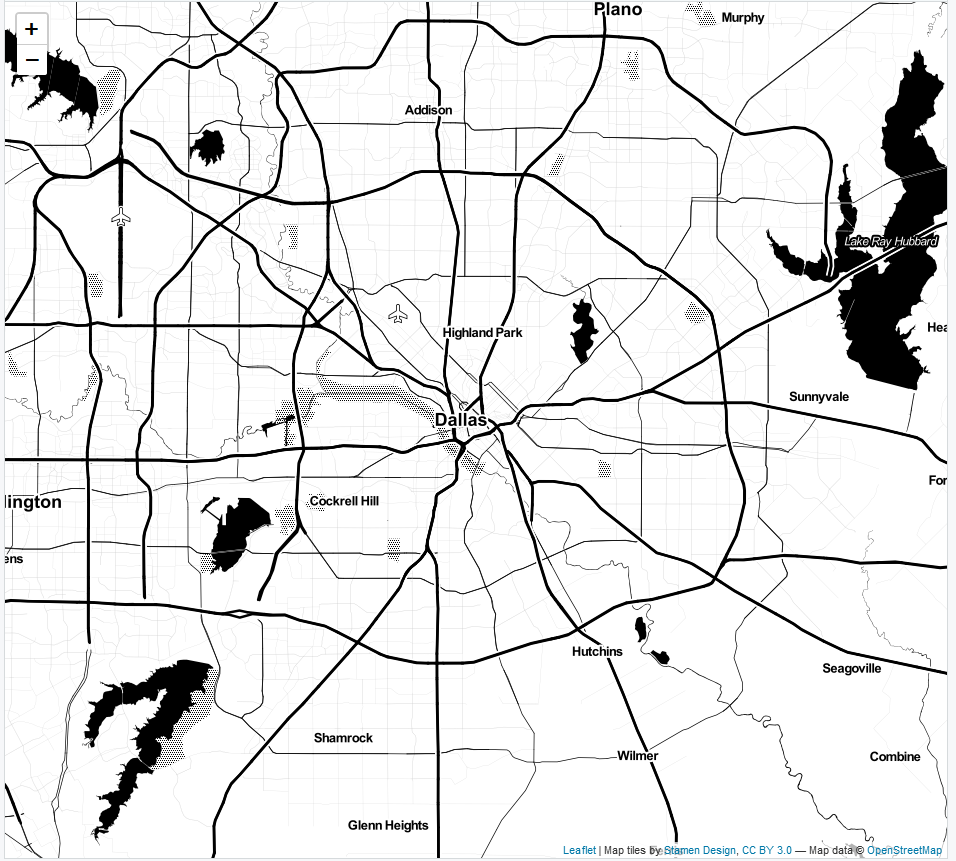 Plano
Murphy
+
−
Addison
Lake Ray Hubbard
Highland Park
Hea
Sunnyvale
Dallas
For
lington
Cockrell Hill
ens
Hutchins
Seagoville
Shamrock
Wilmer
Combine
Glenn Heights
Leaflet | Map tiles by Stamen Design, CC BY 3.0 — Map data © OpenStreetMap